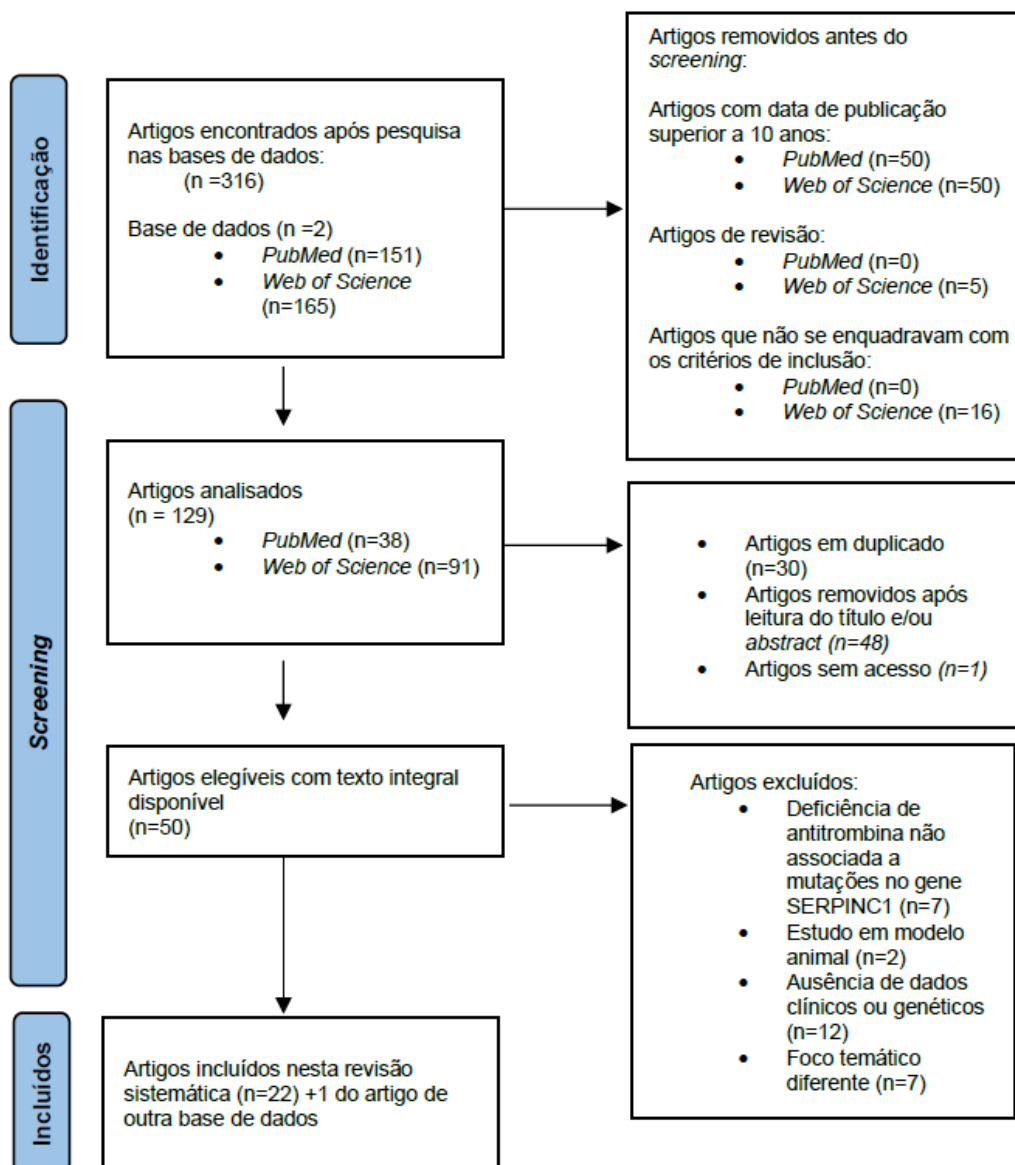 Identificação
Artigos encontrados após pesquisa
nas bases de dados:
(n =316)
Base de dados (n =2)
• PubMed (n=151)
• Web of Science
(n=165)
Artigos removidos antes do
screening:
Artigos com data de publicação
superior a 10 anos:
• PubMed (n=50)
• Web of Science (n=50)
Artigos de revisão:
• PubMed (n=0)
• Web of Science (n=5)
Artigos que não se enquadravam com
os critérios de inclusão:
• PubMed (n=0)
• Web of Science (n=16)
Screening
Artigos analisados
(n = 129)
• PubMed (n=38)
• Web of Science (n=91)
• Artigos em duplicado
(n=30)
• Artigos removidos após
leitura do título e/ou
abstract (n=48)
• Artigos sem acesso (n=1)
Artigos elegíveis com texto integral
disponível
(n=50)
Artigos excluídos:
• Deficiência de
antitrombina não
associada a
mutações no gene
SERPINC1 (n=7)
• Estudo em modelo
animal (n=2)
• Ausência de dados
clínicos ou genéticos
(n=12)
• Foco temático
diferente (n=7)
Incluídos
Artigos incluídos nesta revisão
sistemática (n=22) +1 do artigo de
outra base de dados